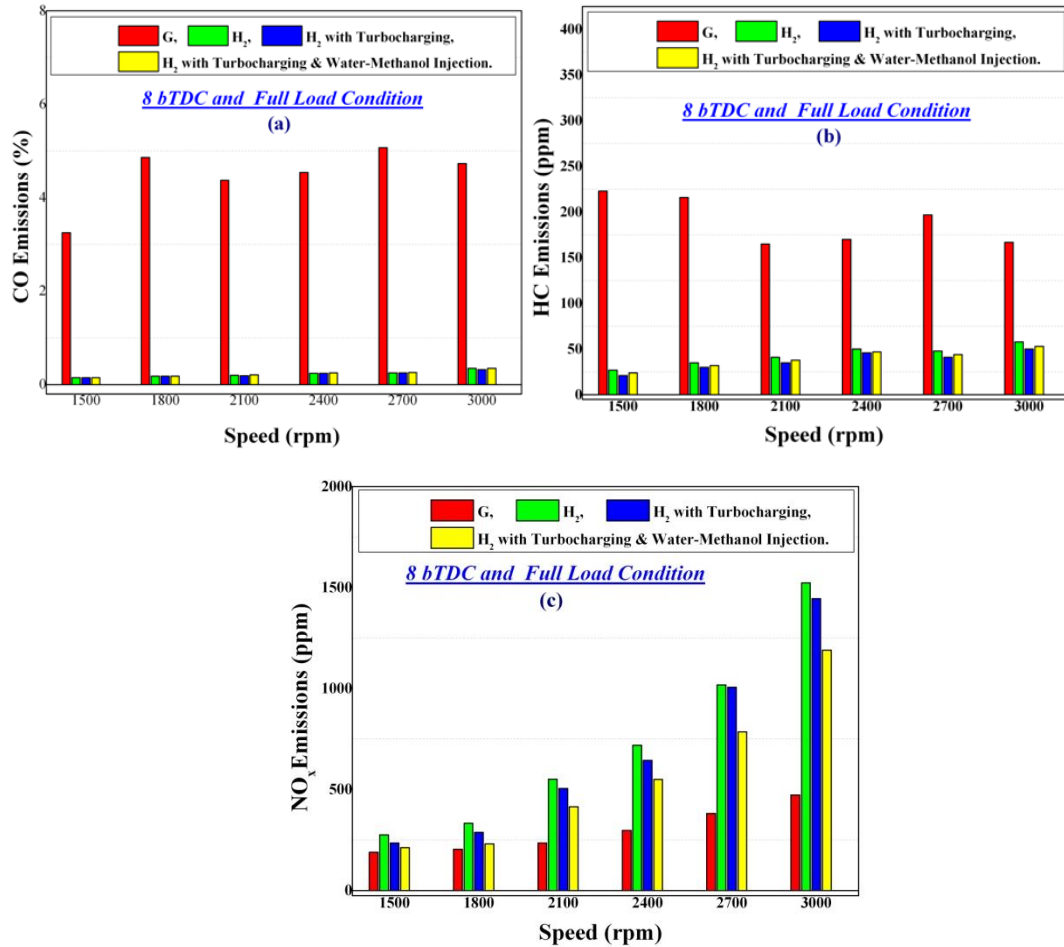 8
6
4
2
0
CO Emissions (%)
G, H₂, H₂ with Turbocharging,
H₂ with Turbocharging & Water-Methanol Injection.
8 bTDC and Full Load Condition
(a)
1500 1800 2100 2400 2700 3000
Speed (rpm)
400
350
300
250
200
150
100
50
0
HC Emissions (ppm)
G, H₂, H₂ with Turbocharging,
H₂ with Turbocharging & Water-Methanol Injection.
8 bTDC and Full Load Condition
(b)
1500 1800 2100 2400 2700 3000
Speed (rpm)
2000
1500
1000
500
0
NOₓ Emissions (ppm)
G, H₂, H₂ with Turbocharging,
H₂ with Turbocharging & Water-Methanol Injection.
8 bTDC and Full Load Condition
(c)
1500 1800 2100 2400 2700 3000
Speed (rpm)